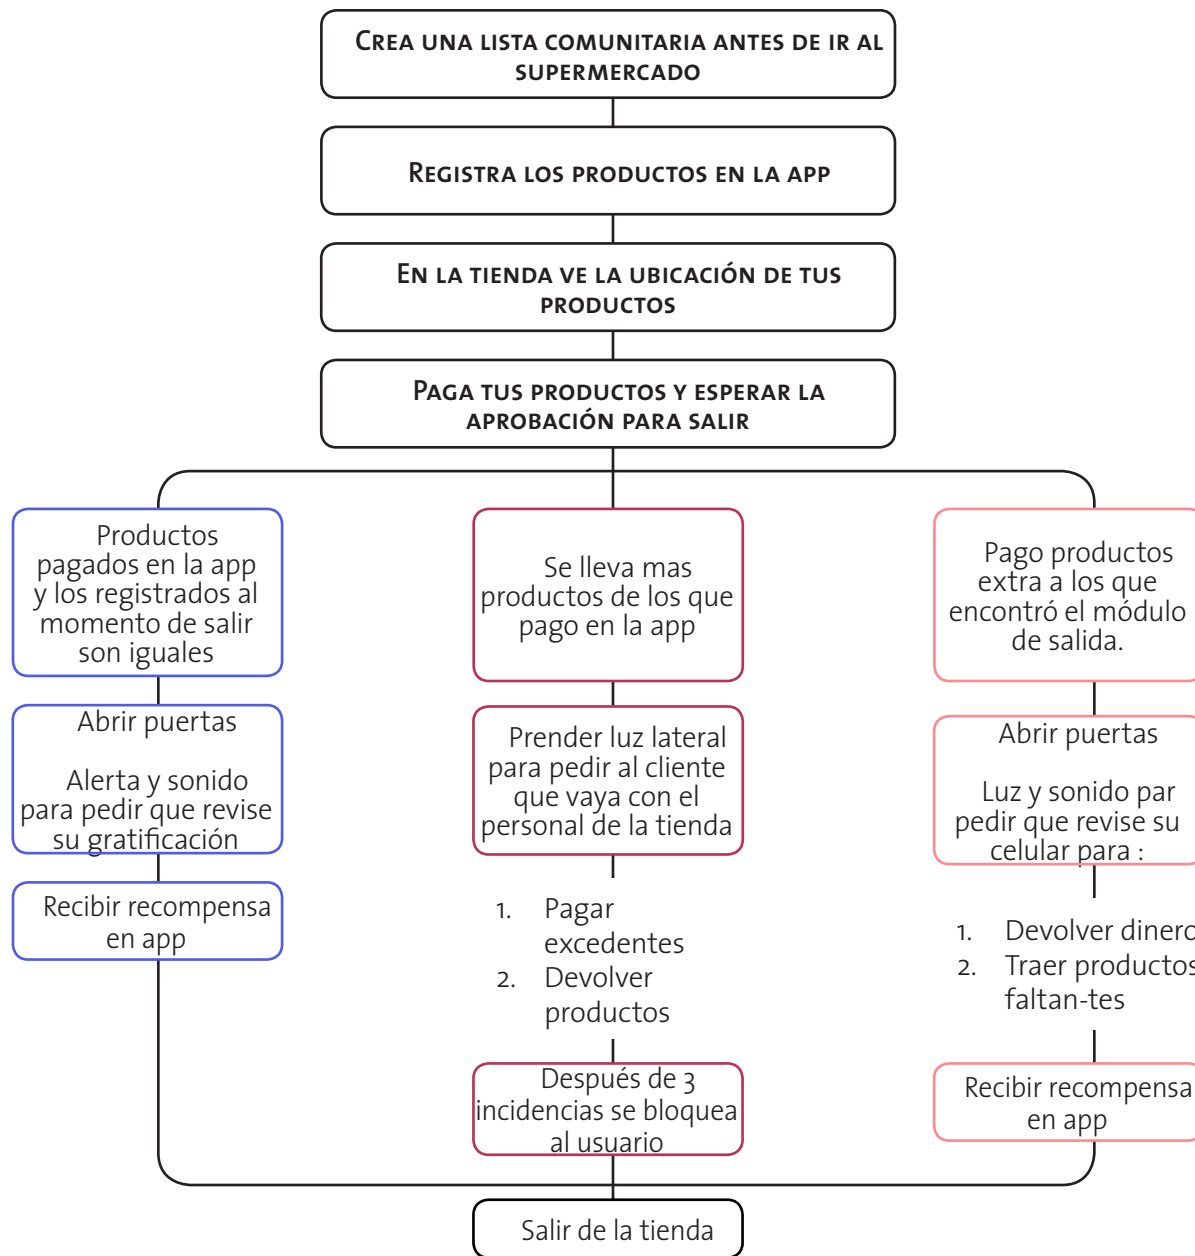 CREA UNA LISTA COMUNITARIA ANTES DE IR AL
SUPERMERCADO
REGISTRA LOS PRODUCTOS EN LA APP
EN LA TIENDA VE LA UBICACIÓN DE TUS
PRODUCTOS
PAGA TUS PRODUCTOS Y ESPERAR LA
APROBACIÓN PARA SALIR
Productos
pagados en la app
y los registrados al
momento de salir
son iguales
Abrir puertas
Alerta y sonido
para pedir que revise
su gratificación
Recibir recompensa
en app
Se lleva mas
productos de los que
pago en la app
Prender luz lateral
para pedir al cliente
que vaya con el
personal de la tienda
1. Pagar
excedentes
2. Devolver
productos
Después de 3
incidencias se bloquea
al usuario
Pago productos
extra a los que
encontró el módulo
de salida.
Abrir puertas
Luz y sonido par
pedir que revise su
celular para :
1. Devolver dinero
2. Traer productos
faltan-tes
Recibir recompensa
en app
Salir de la tienda